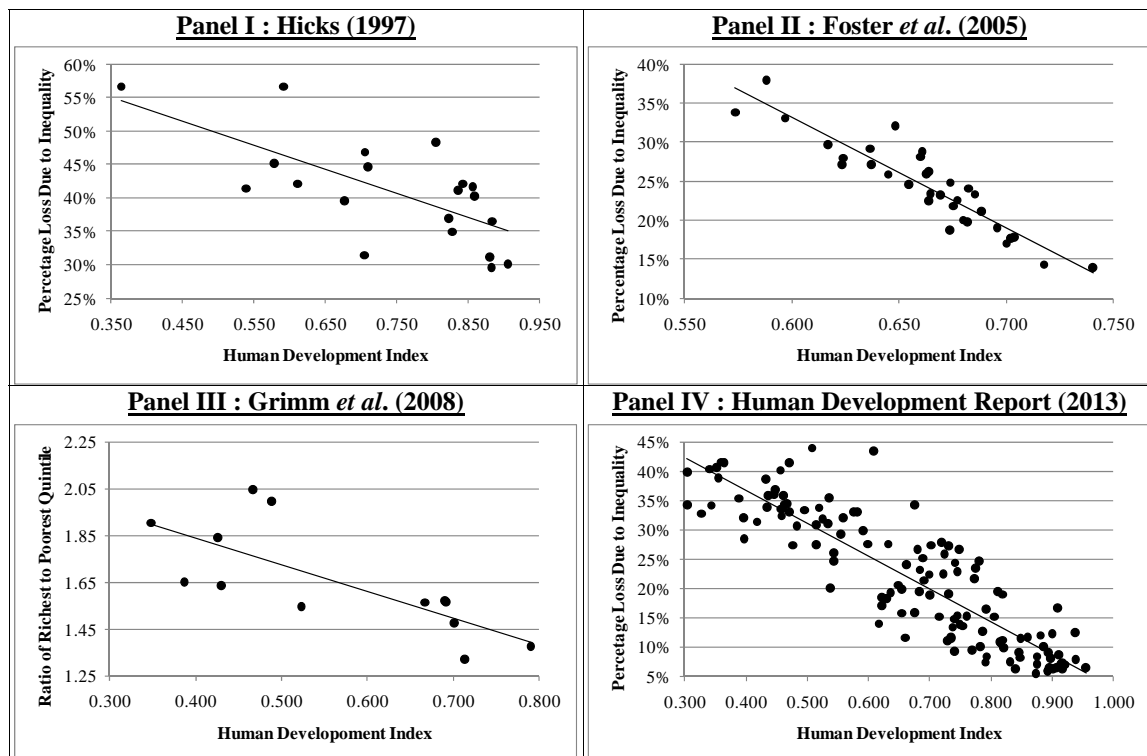 Panel I : Hicks (1997)
Percetage Loss Due to Inequality
60%
55%
50%
45%
40%
35%
30%
25%
0.350 0.450 0.550 0.650 0.750 0.850 0.950
Human Development Index
Panel II : Foster et al. (2005)
Percentage Loss Due to Inequality
40%
35%
30%
25%
20%
15%
10%
0.550 0.600 0.650 0.700 0.750
Human Development Index
Panel III : Grimm et al. (2008)
Ratio of Richest to Poorest Quintile
2.25
2.05
1.85
1.65
1.45
1.25
0.300 0.400 0.500 0.600 0.700 0.800
Human Developoment Index
Panel IV : Human Development Report (2013)
Percetage Loss Due to Inequality
45%
40%
35%
30%
25%
20%
15%
10%
5%
0.300 0.400 0.500 0.600 0.700 0.800 0.900 1.000
Human Development Index